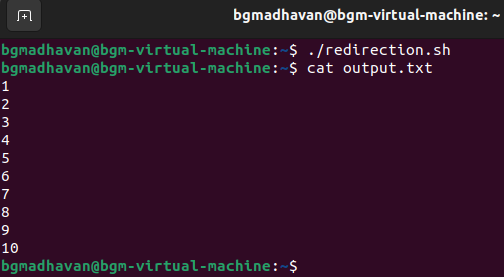 bgmadhavan@bgm-virtual-machine: ~
bgmadhavan@bgm-virtual-machine:~$ ./redirection.sh
bgmadhavan@bgm-virtual-machine:~$ cat output.txt
1
2
3
4
5
6
7
8
9
10
bgmadhavan@bgm-virtual-machine:~$